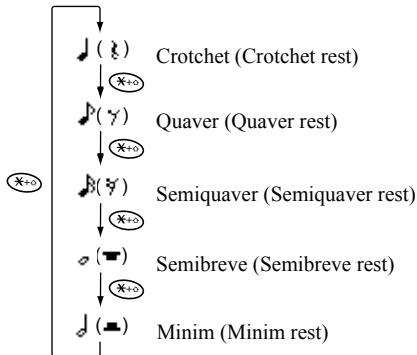 Crotchet (Crotchet rest)
Quaver (Quaver rest)
Semiquaver (Semiquaver rest)
Semibreve (Semibreve rest)
Minim (Minim rest)